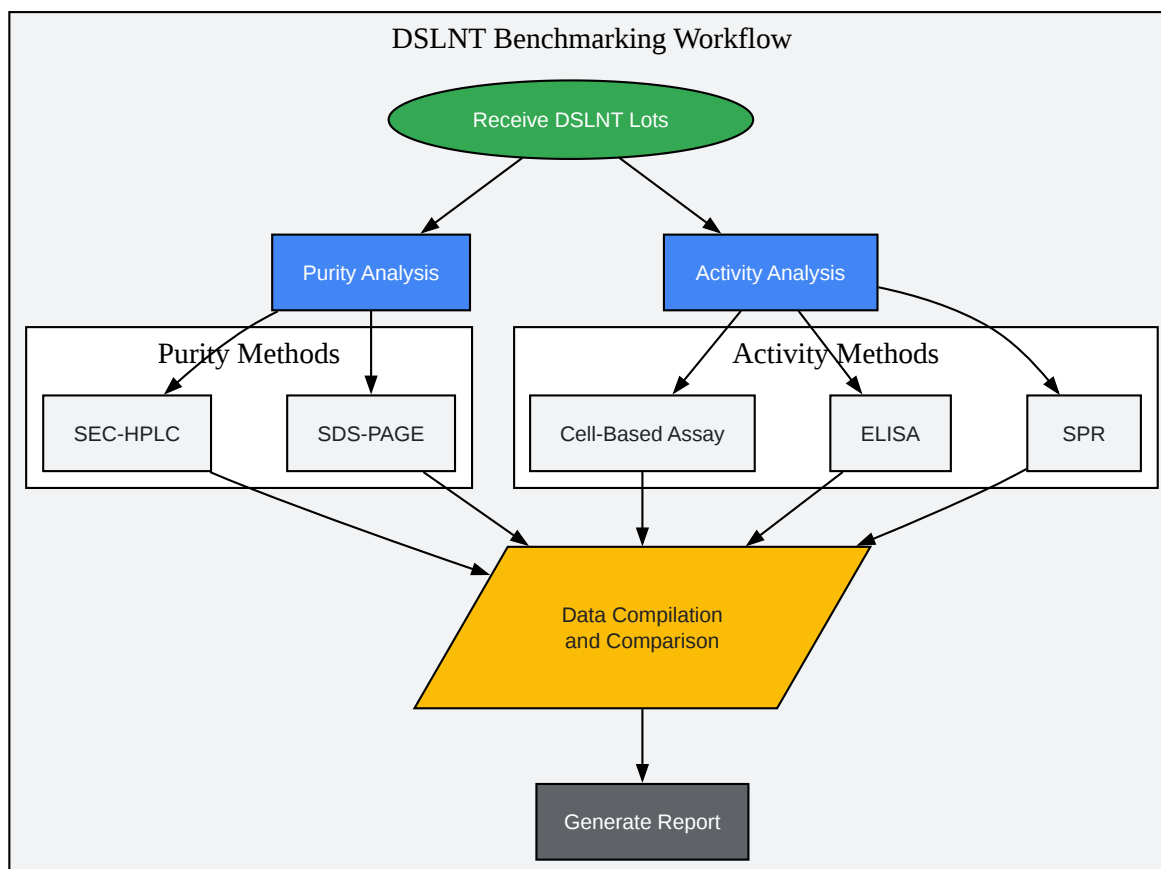 DSLNT Benchmarking Workflow
Receive DSLNT Lots
Purity Analysis
Activity Analysis
Purity Methods
Activity Methods
SEC-HPLC
SDS-PAGE
Cell-Based Assay
ELISA
SPR
Data Compilation
and Comparison
Generate Report